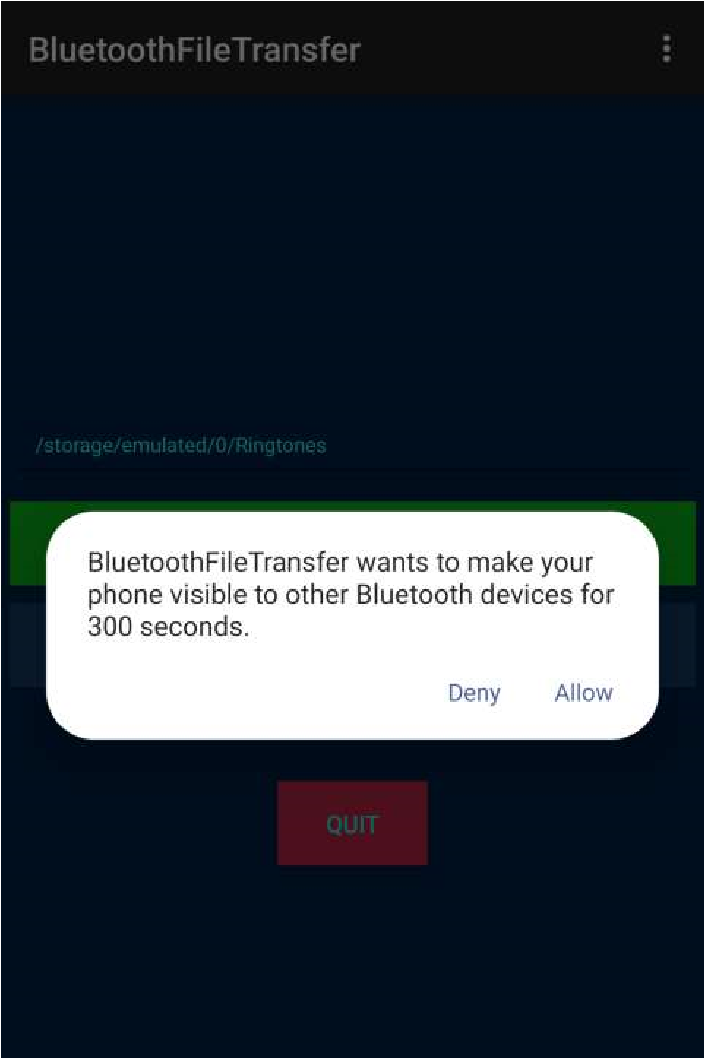 BluetoothFileTransfer
/storage/emulated/0/Ringtones
BluetoothFileTransfer wants to make your
phone visible to other Bluetooth devices for
300 seconds.
Deny Allow
QUIT